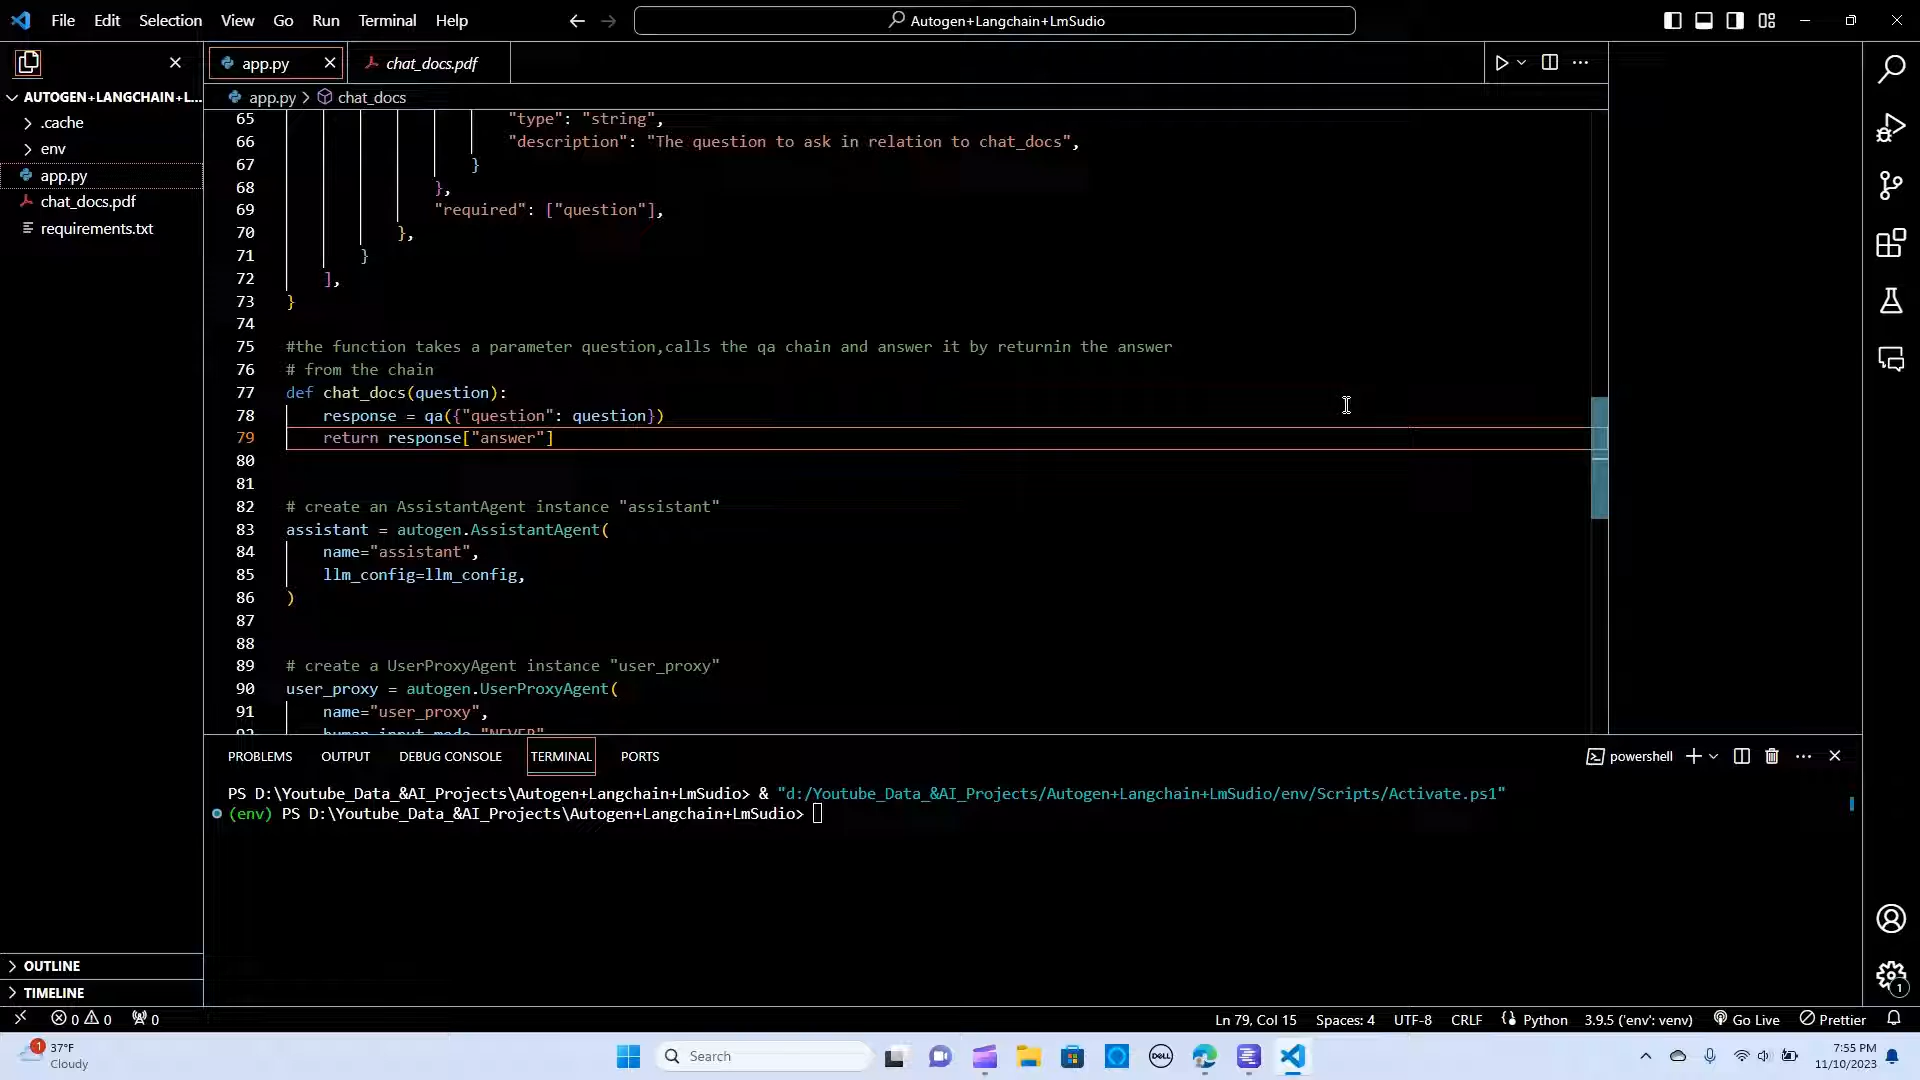 File Edit Selection View Go Run Terminal Help
Autogen+Langchain+LmSudio
app.py
chat_docs.pdf
AUTOGEN+LANGCHAIN+L...
.cache
env
app.py
chat_docs.pdf
requirements.txt
OUTLINE
TIMELINE
app.py > chat_docs
65 "type": "string",
66 "description": "The question to ask in relation to chat_docs",
67 }
68 },
69 "required": ["question"],
70 },
71 }
72 ],
73 }
74
75 #the function takes a parameter question,calls the qa chain and answer it by returnin the answer
76 # from the chain
77 def chat_docs(question):
78 response = qa({"question": question})
79 return response["answer"]
80
81
82 # create an AssistantAgent instance "assistant"
83 assistant = autogen.AssistantAgent(
84 name="assistant",
85 llm_config=llm_config,
86 )
87
88
89 # create a UserProxyAgent instance "user_proxy"
90 user_proxy = autogen.UserProxyAgent(
91 name="user_proxy",
PROBLEMS OUTPUT DEBUG CONSOLE TERMINAL PORTS
powershell
PS D:\Youtube_Data_&AI_Projects\Autogen+Langchain+LmSudio> & "d:/Youtube_Data_&AI_Projects/Autogen+Langchain+LmSudio/env/Scripts/Activate.ps1"
(env) PS D:\Youtube_Data_&AI_Projects\Autogen+Langchain+LmSudio>
1
0 0 0
Ln 79, Col 15 Spaces: 4 UTF-8 CRLF Python 3.9.5 ('env': venv) Go Live Prettier
1
37°F
Cloudy
Search
DELL
7:55 PM
11/10/2023